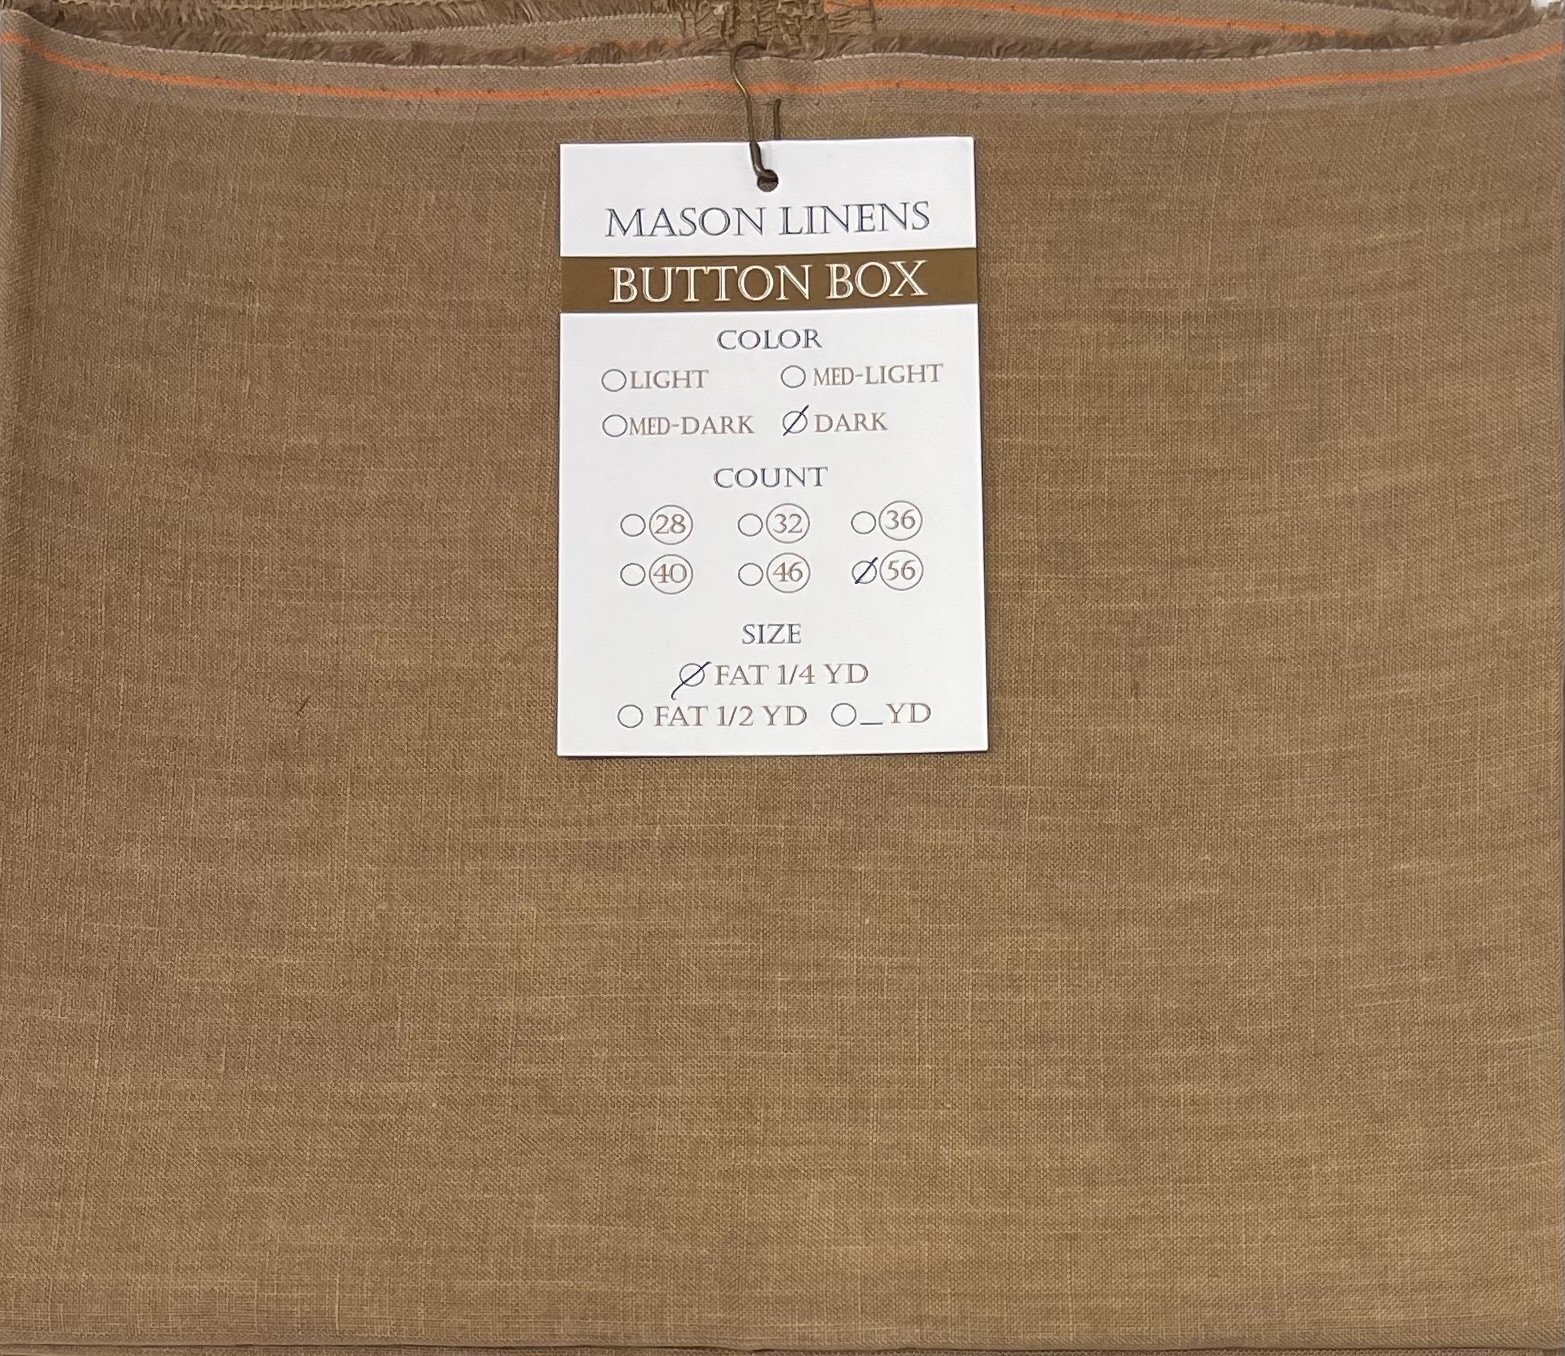 MASON LINENS
BUTTON BOX
COLOR
LIGHT MED-LIGHT
MED-DARK DARK
COUNT
28 32 36
40 46 56
SIZE
FAT 1/4 YD
FAT 1/2 YD _YD